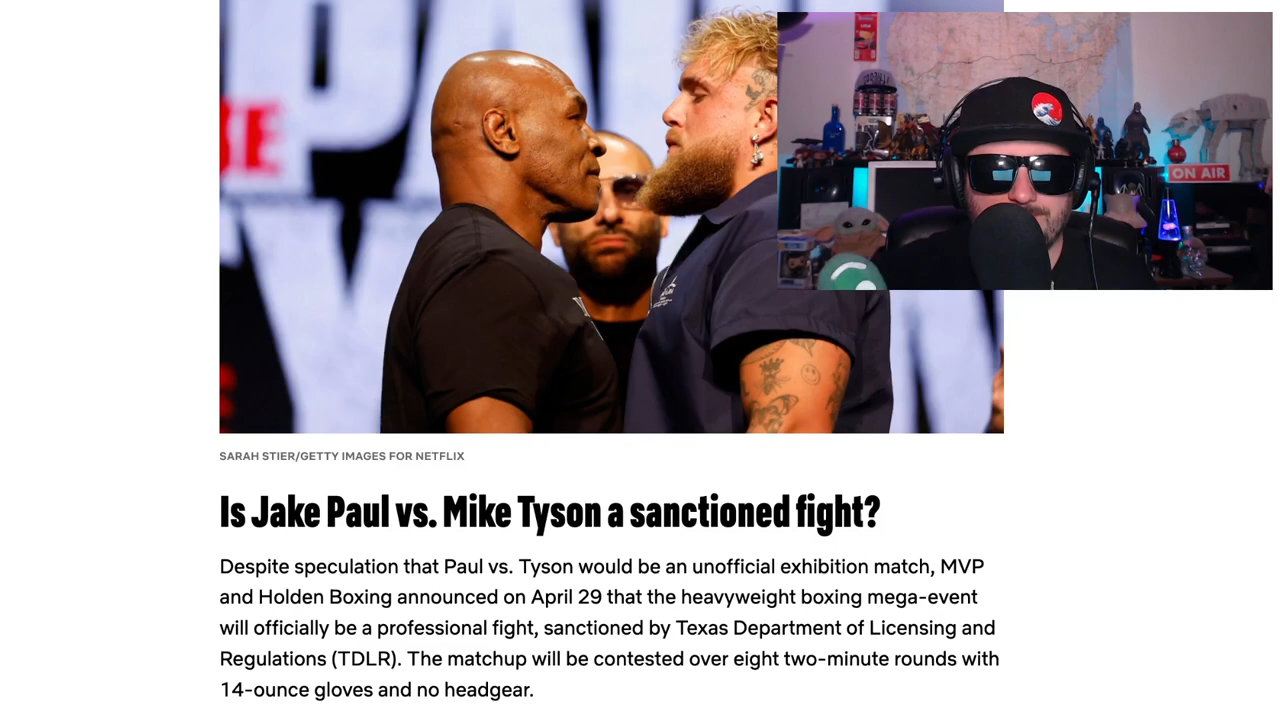 SARAH STIER/GETTY IMAGES FOR NETFLIX
Is Jake Paul vs. Mike Tyson a sanctioned fight?
Despite speculation that Paul vs. Tyson would be an unofficial exhibition match, MVP
and Holden Boxing announced on April 29 that the heavyweight boxing mega-event
will officially be a professional fight, sanctioned by Texas Department of Licensing and
Regulations (TDLR). The matchup will be contested over eight two-minute rounds with
14-ounce gloves and no headgear.
ON AIR